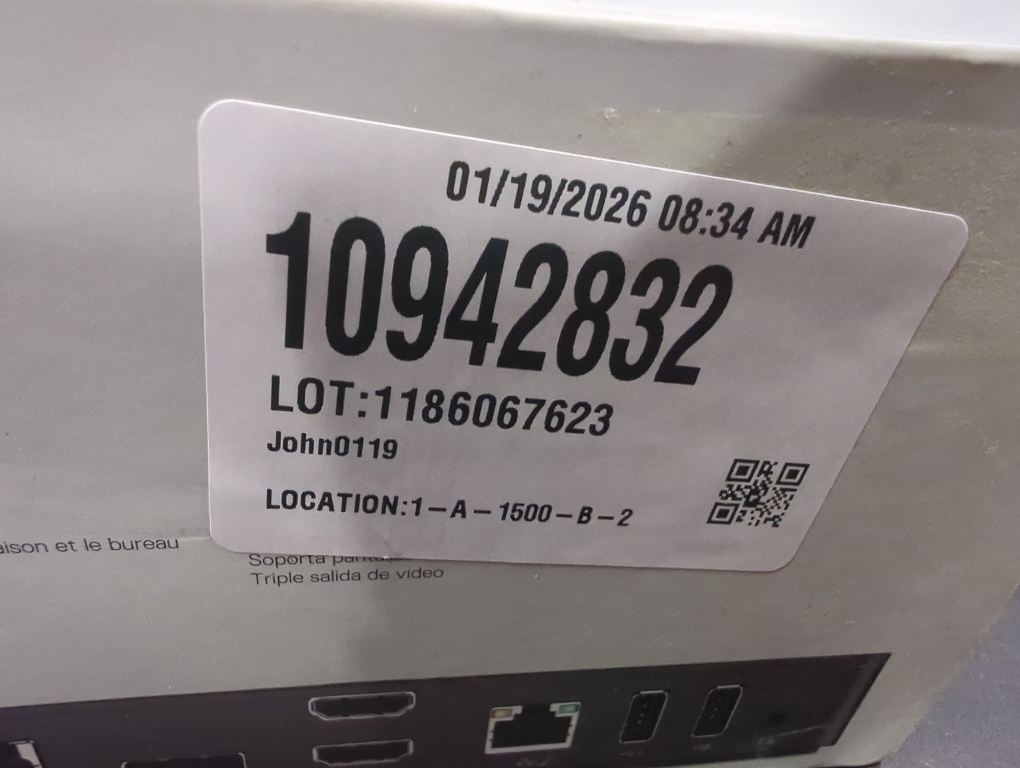 01/19/2026 08:34 AM
10942832
LOT:1186067623
John0119
LOCATION:1-A-1500-B-2
et le bureau
Soporta
Triple salida de video